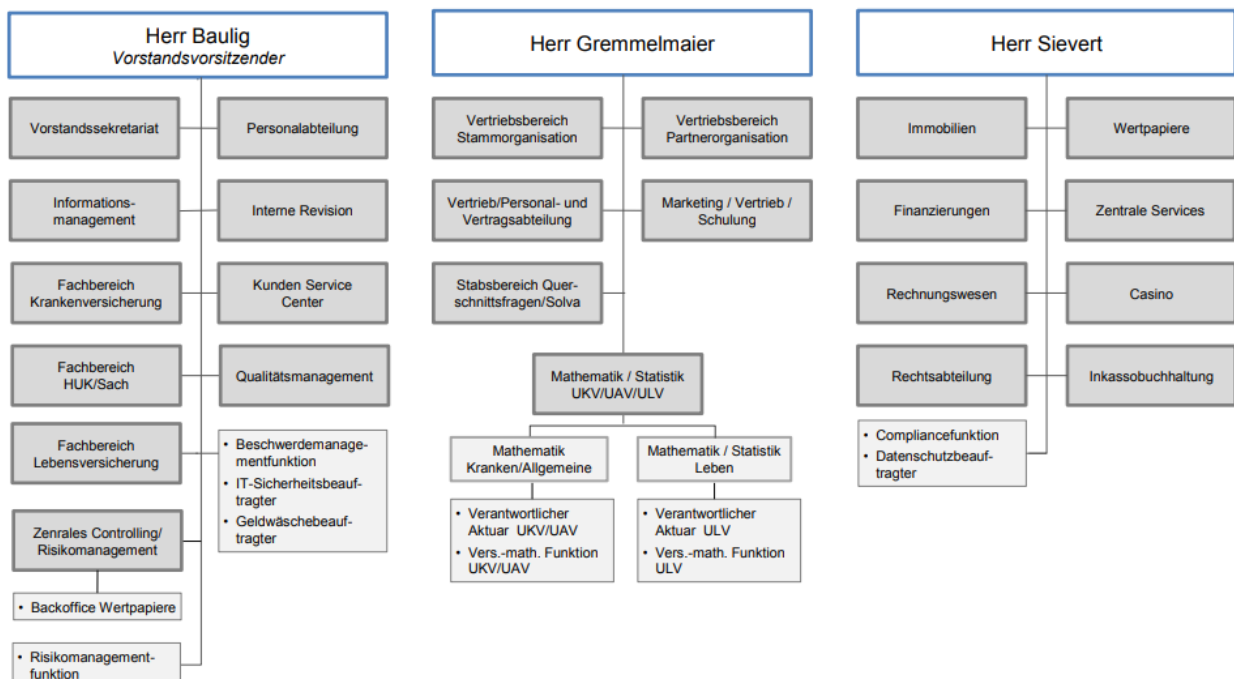 Herr Baulig
Vorstandsvorsitzender
Vorstandssekretariat
Personalabteilung
Informations-
management
Interne Revision
Fachbereich
Krankenversicherung
Kunden Service
Center
Fachbereich
HUK/Sach
Qualitätsmanagement
Fachbereich
Lebensversicherung
• Beschwerdemanage-
mentfunktion
• IT-Sicherheitsbeauf-
tragter
• Geldwäschebeauf-
tragter
Zenrales Controlling/
Risikomanagement
• Backoffice Wertpapiere
• Risikomanagement-
funktion
Herr Gremmelmaier
Vertriebsbereich
Stammorganisation
Vertriebsbereich
Partnerorganisation
Vertrieb/Personal- und
Vertragsabteilung
Marketing / Vertrieb /
Schulung
Stabsbereich Quer-
schnittsfragen/Solva
Mathematik / Statistik
UKV/UAV/ULV
Mathematik
Kranken/Allgemeine
Mathematik / Statistik
Leben
• Verantwortlicher
Aktuar UKV/UAV
• Vers.-math. Funktion
UKV/UAV
• Verantwortlicher
Aktuar ULV
• Vers.-math. Funktion
ULV
Herr Sievert
Immobilien
Wertpapiere
Finanzierungen
Zentrale Services
Rechnungswesen
Casino
Rechtsabteilung
Inkassobuchhaltung
• Compliancefunktion
• Datenschutzbeauf-
tragter